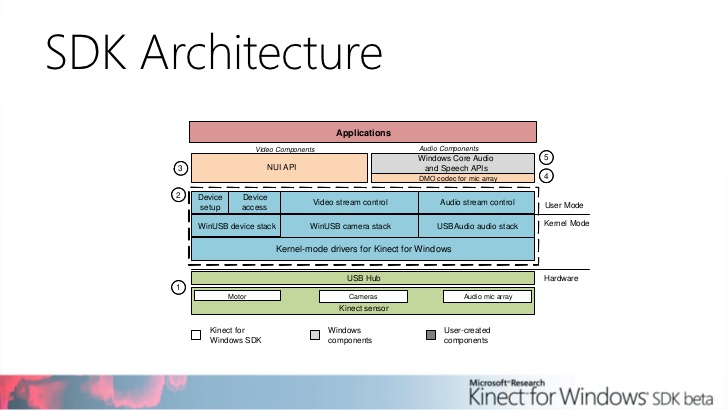 SDK Architecture
Applications
Video Components
Audio Components
3
NUI API
Windows Core Audio
and Speech APIs
5
DMO codec for mic array
4
2
Device
setup
Device
access
Video stream control
Audio stream control
User Mode
WinUSB device stack
WinUSB camera stack
USBAudio audio stack
Kernel Mode
Kernel-mode drivers for Kinect for Windows
USB Hub
Hardware
1
Motor
Cameras
Audio mic array
Kinect sensor
Kinect for
Windows SDK
Windows
components
User-created
components
Microsoft® Research
Kinect for Windows® SDK beta